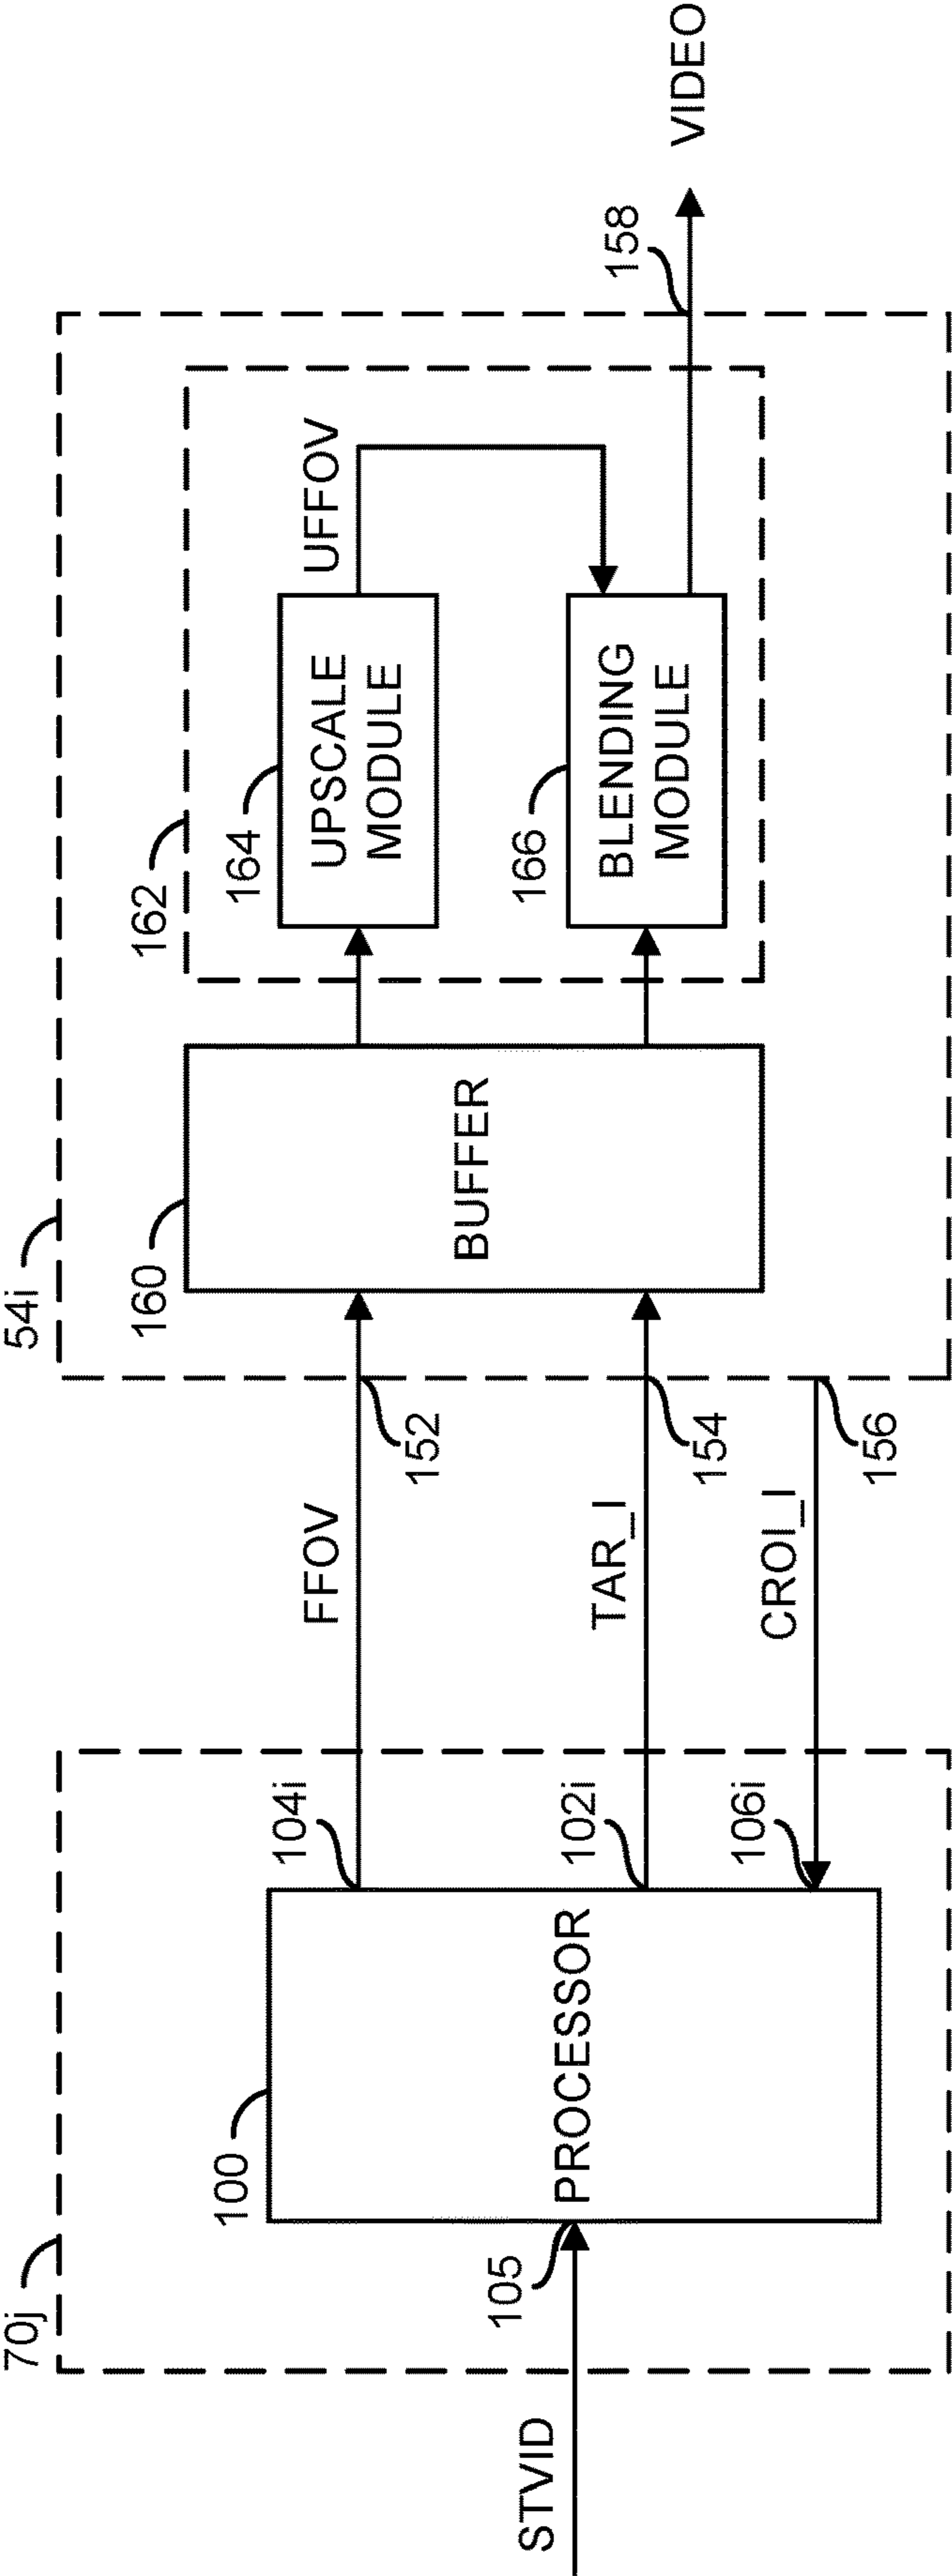 70j
54i
100
104i
FFOV
160
162
164
UPSCALE
MODULE
UFFOV
152
STVID
105
PROCESSOR
102i
TAR_I
BUFFER
154
166
BLENDING
MODULE
158
VIDEO
106i
CROI_I
156